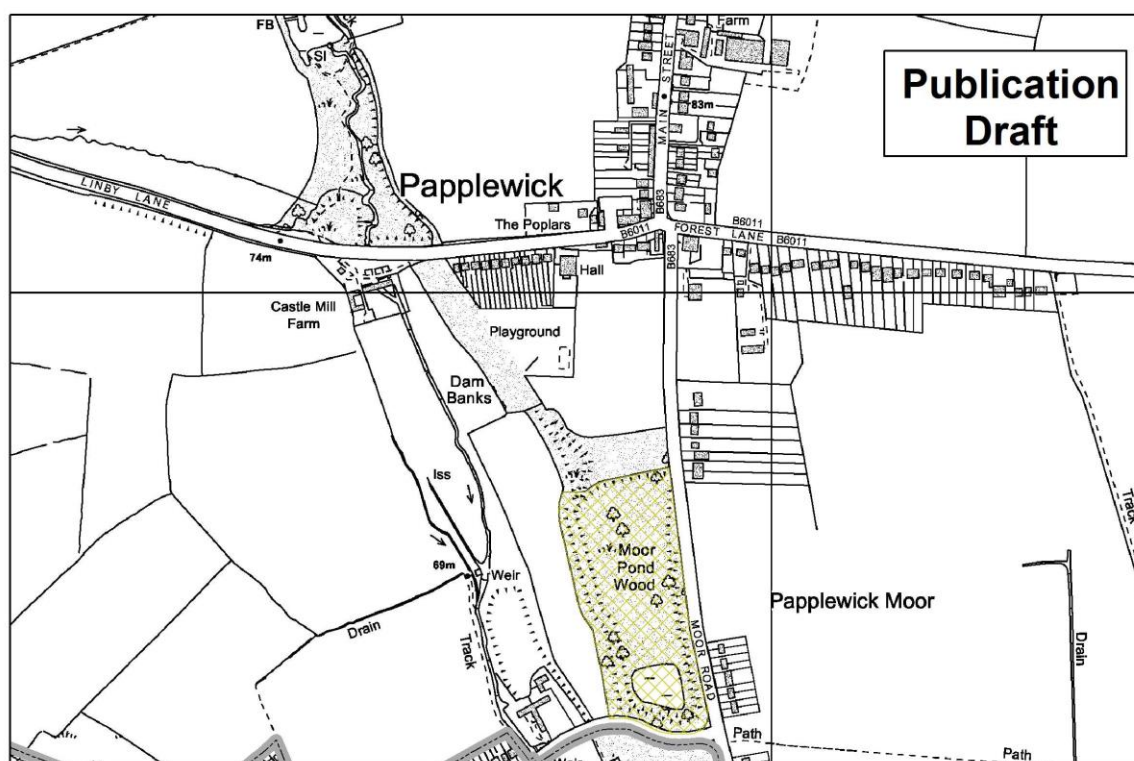 FB
Farm
SI
Publication
Draft
MAIN STREET
83m
LINBY LANE
Papplewick
The Poplars
B683
B6011
FOREST LANE
B6011
74m
Hall
B683
Castle Mill
Farm
Playground
Dam
Banks
Iss
Track
Moor
Pond
Wood
69m
Weir
Papplewick Moor
Drain
Track
MOOR ROAD
Drain
Path
Path